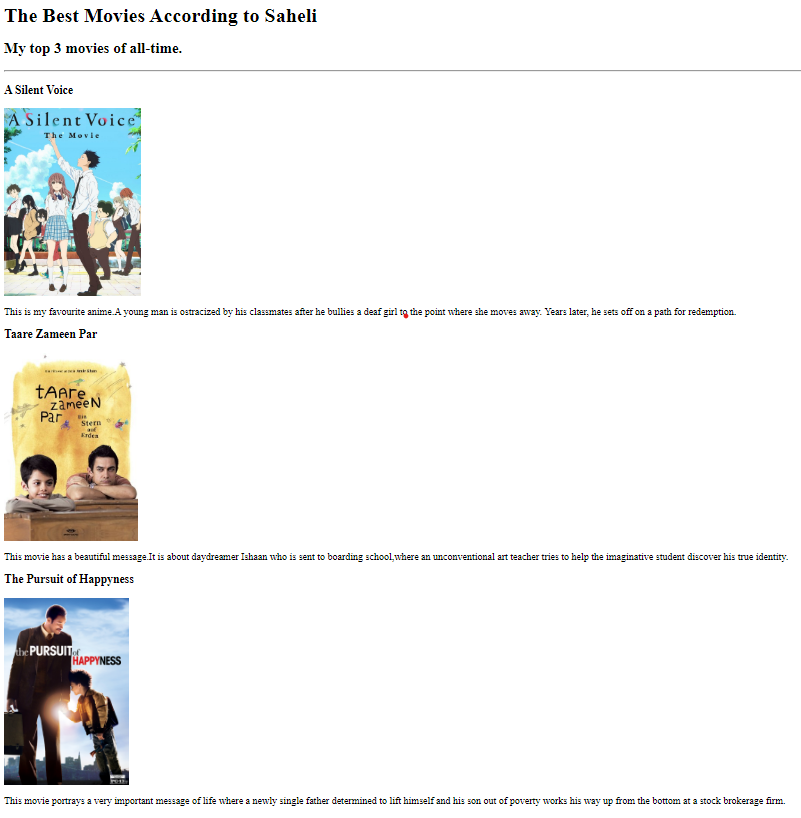 The Best Movies According to Saheli
My top 3 movies of all-time.
A Silent Voice
A Silent Voice
The Movie
This is my favourite anime.A young man is ostracized by his classmates after he bullies a deaf girl to the point where she moves away. Years later, he sets off on a path for redemption.
Taare Zameen Par
tAAre
zameeN
Par
Ein
Stern
auf
Erden
This movie has a beautiful message.It is about daydreamer Ishaan who is sent to boarding school,where an unconventional art teacher tries to help the imaginative student discover his true identity.
The Pursuit of Happyness
the PURSUIT of
HAPPYNESS
This movie portrays a very important message of life where a newly single father determined to lift himself and his son out of poverty works his way up from the bottom at a stock brokerage firm.